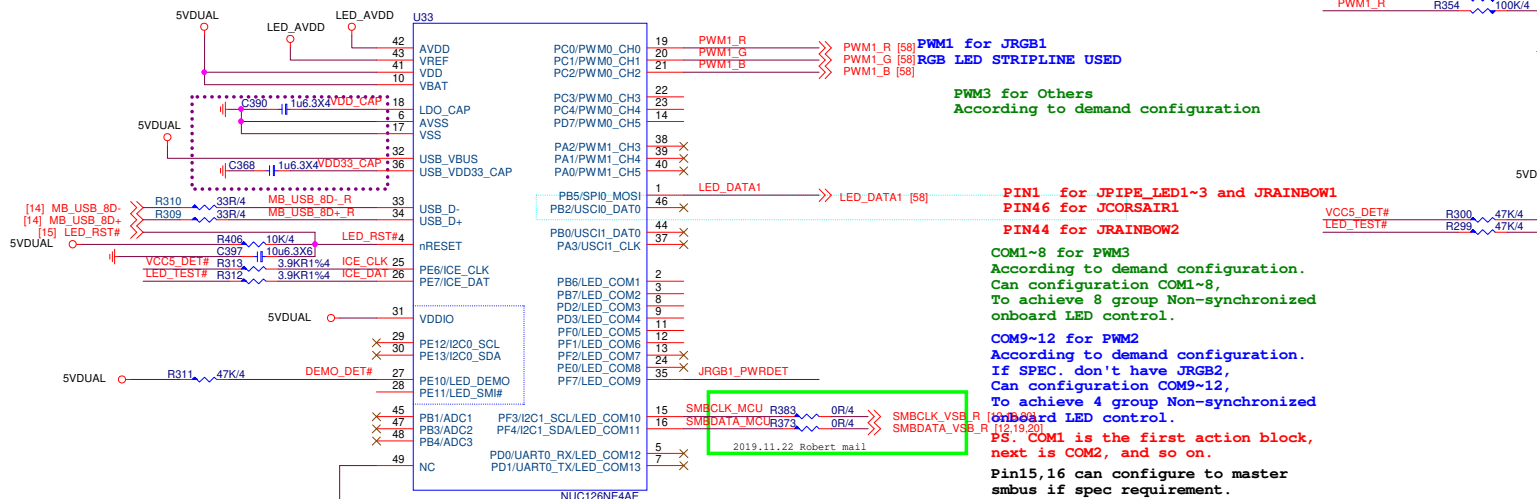 5VDUAL
LED_AVDD
LED_AVDD
U33
42 AVDD
43 VREF
41 VDD
10 VBAT
C390 1u6.3X4 VDD_CAP 18 LDO_CAP
6 AVSS
17 VSS
5VDUAL
32 USB_VBUS
C368 1u6.3X4 VDD33_CAP 36 USB_VDD33_CAP
[14] MB_USB_8D- R310 33R/4 MB_USB_8D-_R 33 USB_D-
[14] MB_USB_8D+ R309 33R/4 MB_USB_8D+_R 34 USB_D+
[15] LED_RST#
5VDUAL R406 10K/4 LED_RST# 4 nRESET
C397 10u6.3X6
VCC5_DET# R313 3.9KR1%4 ICE_CLK 25 PE6/ICE_CLK
LED_TEST# R312 3.9KR1%4 ICE_DAT 26 PE7/ICE_DAT
5VDUAL 31 VDDIO
29 PE12/I2C0_SCL
30 PE13/I2C0_SDA
5VDUAL R311 47K/4 DEMO_DET# 27 PE10/LED_DEMO
28 PE11/LED_SMI#
45 PB1/ADC1
47 PB3/ADC2
48 PB4/ADC3
49 NC
PC0/PWM0_CH0 19 PWM1_R PWM1_R [58]
PC1/PWM0_CH1 20 PWM1_G PWM1_G [58]
PC2/PWM0_CH2 21 PWM1_B PWM1_B [58]
PC3/PWM0_CH3 22
PC4/PWM0_CH4 23
PD7/PWM0_CH5 14
PA2/PWM1_CH3 38
PA1/PWM1_CH4 39
PA0/PWM1_CH5 40
PB5/SPI0_MOSI 1 LED_DATA1 LED_DATA1 [58]
PB2/USCI0_DAT0 46
PB0/USCI1_DAT0 44
PA3/USCI1_CLK 37
PB6/LED_COM1 2
PB7/LED_COM2 3
PD2/LED_COM3 8
PD3/LED_COM4 9
PF0/LED_COM5 11
PF1/LED_COM6 12
PF2/LED_COM7 13
PE0/LED_COM8 24
PF7/LED_COM9 35 JRGB1_PWRDET
PF3/I2C1_SCL/LED_COM10 15 SMBCLK_MCU R383 0R/4 SMBCLK_VSB_R [12,19,20]
PF4/I2C1_SDA/LED_COM11 16 SMBDATA_MCU R373 0R/4 SMBDATA_VSB_R [12,19,20]
2019.11.22 Robert mail
PD0/UART0_RX/LED_COM12 5
PD1/UART0_TX/LED_COM13 7
NUC126NE4AE
PWM1 for JRGB1
RGB LED STRIPLINE USED
PWM3 for Others
According to demand configuration
PIN1 for JPIPE_LED1~3 and JRAINBOW1
PIN46 for JCORSAIR1
PIN44 for JRAINBOW2
COM1~8 for PWM3
According to demand configuration.
Can configuration COM1~8,
To achieve 8 group Non-synchronized
onboard LED control.
COM9~12 for PWM2
According to demand configuration.
If SPEC. don't have JRGB2,
Can configuration COM9~12,
To achieve 4 group Non-synchronized
onboard LED control.
PS. COM1 is the first action block,
next is COM2, and so on.
Pin15,16 can configure to master
smbus if spec requirement.
PWM1_R R354 100K/4
5VD
VCC5_DET# R300 47K/4
LED_TEST# R299 47K/4